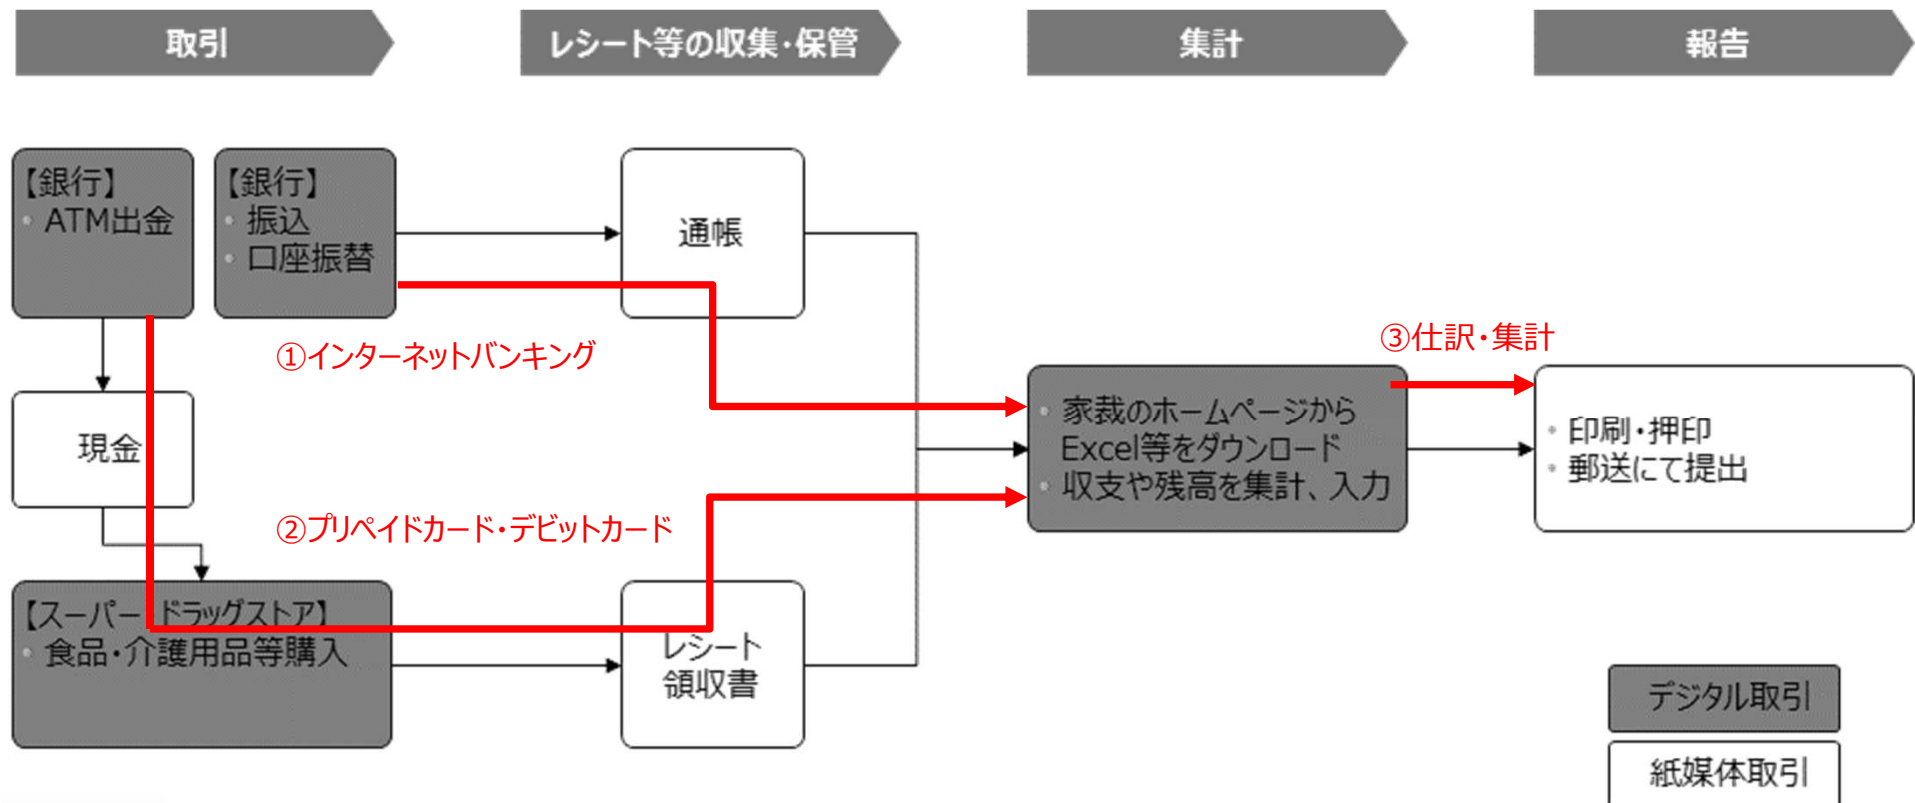 取引
レシート等の収集・保管
集計
報告
【銀行】
・ATM出金
【銀行】
・振込
・口座振替
通帳
①インターネットバンキング
③仕訳・集計
現金
・家裁のホームページから
Excel等をダウンロード
・収支や残高を集計、入力
・印刷・押印
・郵送にて提出
②プリペイドカード・デビットカード
【スーパー ドラッグストア】
・食品・介護用品等購入
レシート
領収書
デジタル取引
紙媒体取引